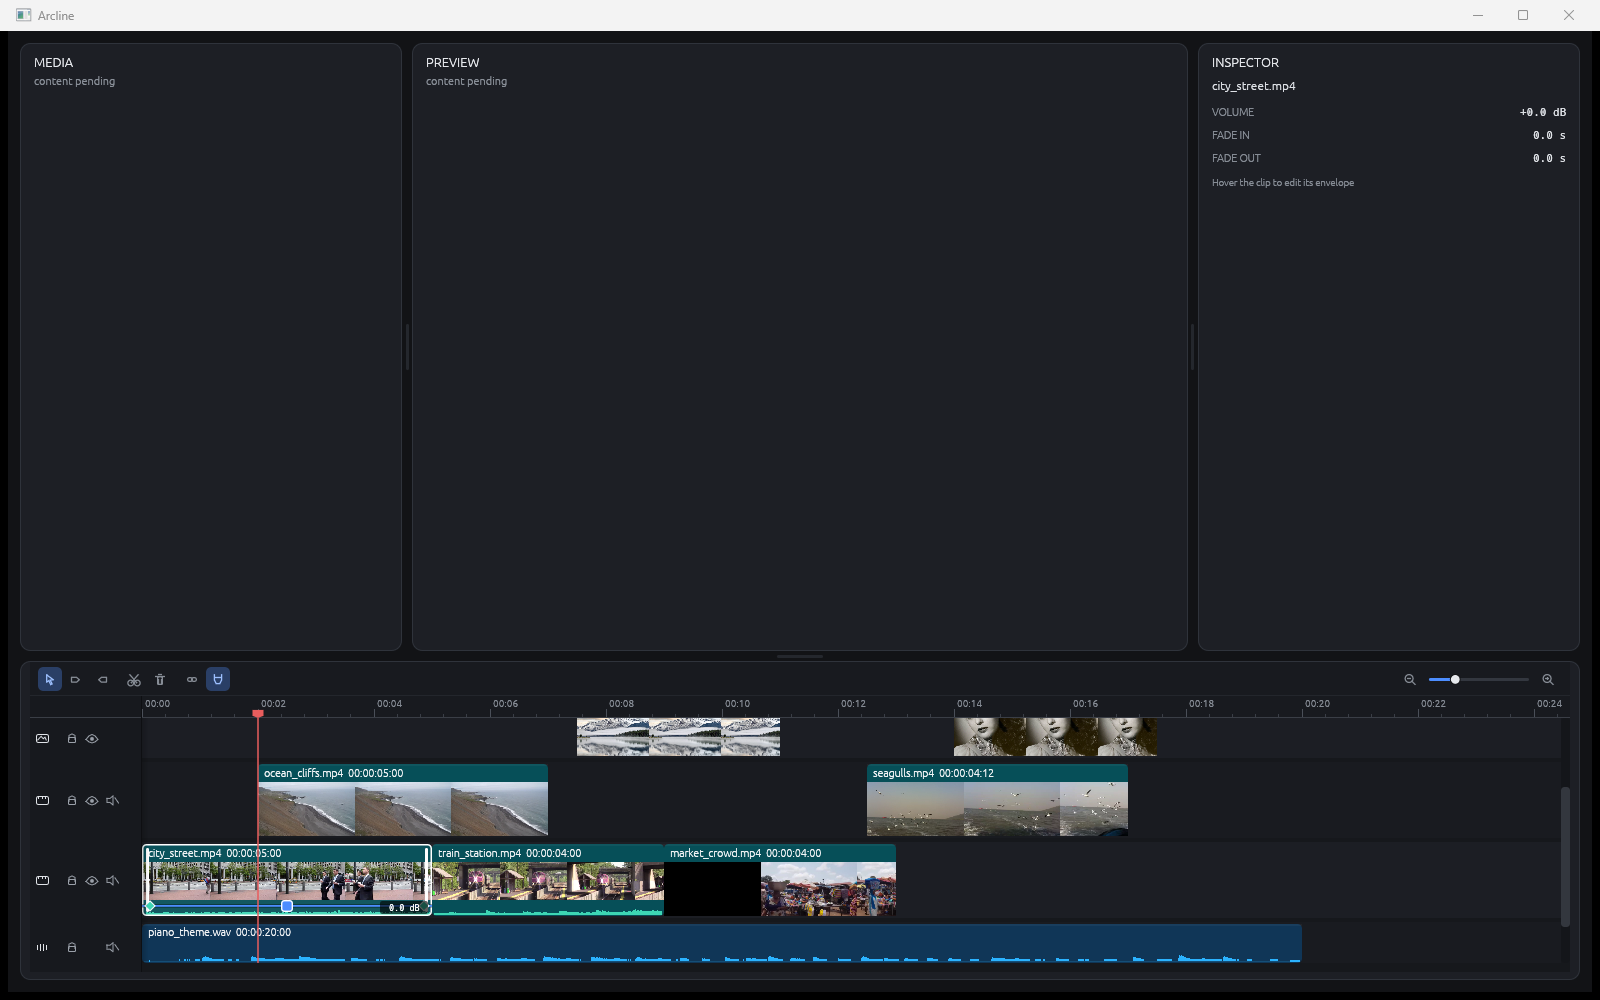 Arcline
MEDIA
content pending
PREVIEW
content pending
INSPECTOR
city_street.mp4
VOLUME +0.0 dB
FADE IN 0.0 s
FADE OUT 0.0 s
Hover the clip to edit its envelope
00:00 00:02 00:04 00:06 00:08 00:10 00:12 00:14 00:16 00:18 00:20 00:22 00:24
ocean_cliffs.mp4 00:00:05:00
seagulls.mp4 00:00:04:12
city_street.mp4 00:00:05:00
train_station.mp4 00:00:04:00
market_crowd.mp4 00:00:04:00
0.0 dB
piano_theme.wav 00:00:20:00